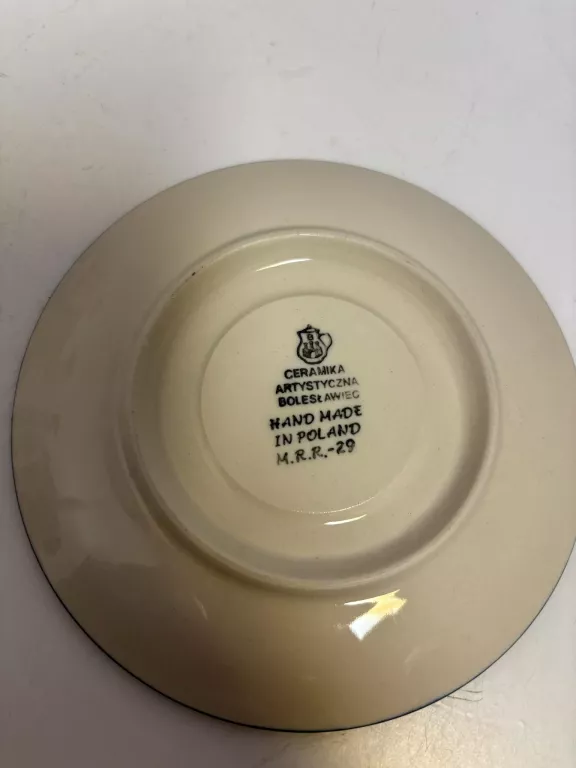 CERAMIKA
ARTYSTYCZNA
BOLESŁAWIEC
HAND MADE
IN POLAND
M.R.R.-29